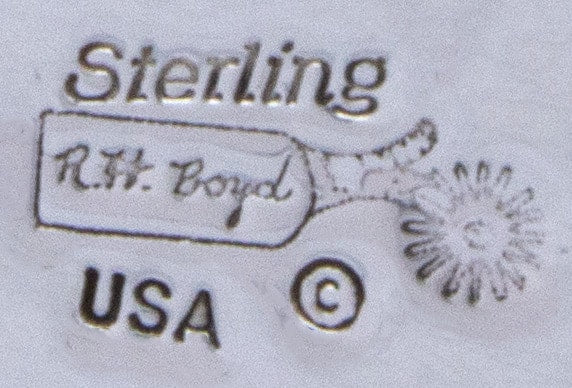 Sterling
R.H. Boyd
USA ©